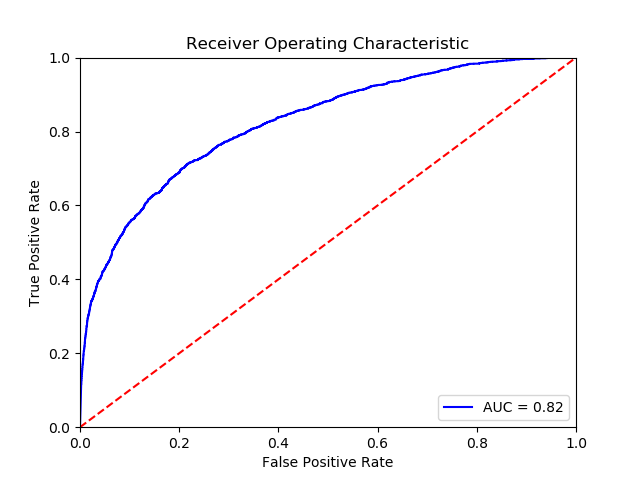 Receiver Operating Characteristic
True Positive Rate
1.0
0.8
0.6
0.4
0.2
0.0
AUC = 0.82
0.0 0.2 0.4 0.6 0.8 1.0
False Positive Rate